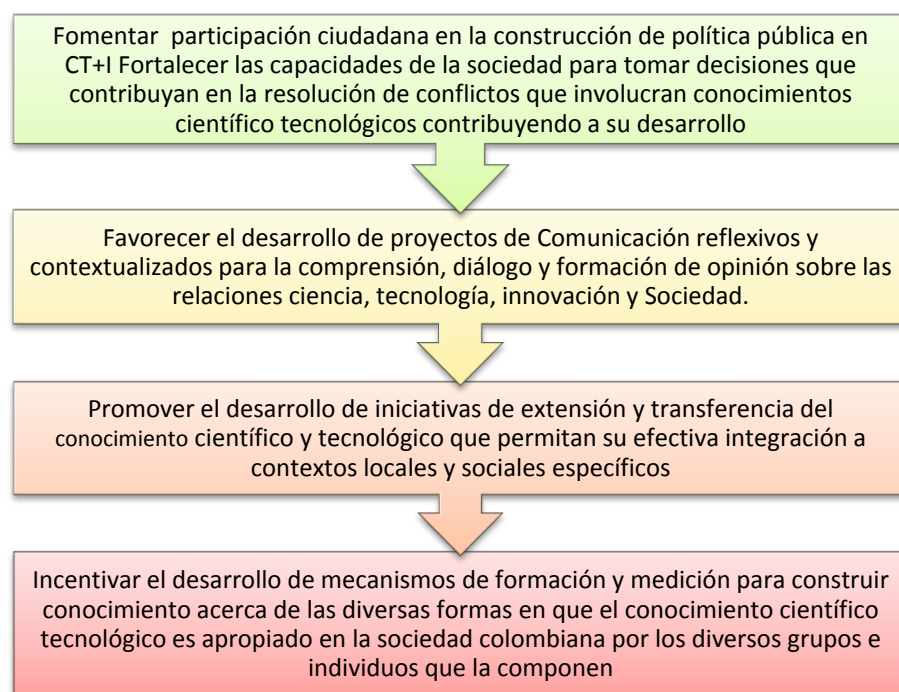 Fomentar  participación ciudadana en la construcción de política pública en
CT+I Fortalecer las capacidades de la sociedad para tomar decisiones que
contribuyan en la resolución de conflictos que involucran conocimientos
científico tecnológicos contribuyendo a su desarrollo
Favorecer el desarrollo de proyectos de Comunicación reflexivos y
contextualizados para la comprensión, diálogo y formación de opinión sobre las
relaciones ciencia, tecnología, innovación y Sociedad.
Promover el desarrollo de iniciativas de extensión y transferencia del
conocimiento científico y tecnológico que permitan su efectiva integración a
contextos locales y sociales específicos
Incentivar el desarrollo de mecanismos de formación y medición para construir
conocimiento acerca de las diversas formas en que el conocimiento científico
tecnológico es apropiado en la sociedad colombiana por los diversos grupos e
individuos que la componen